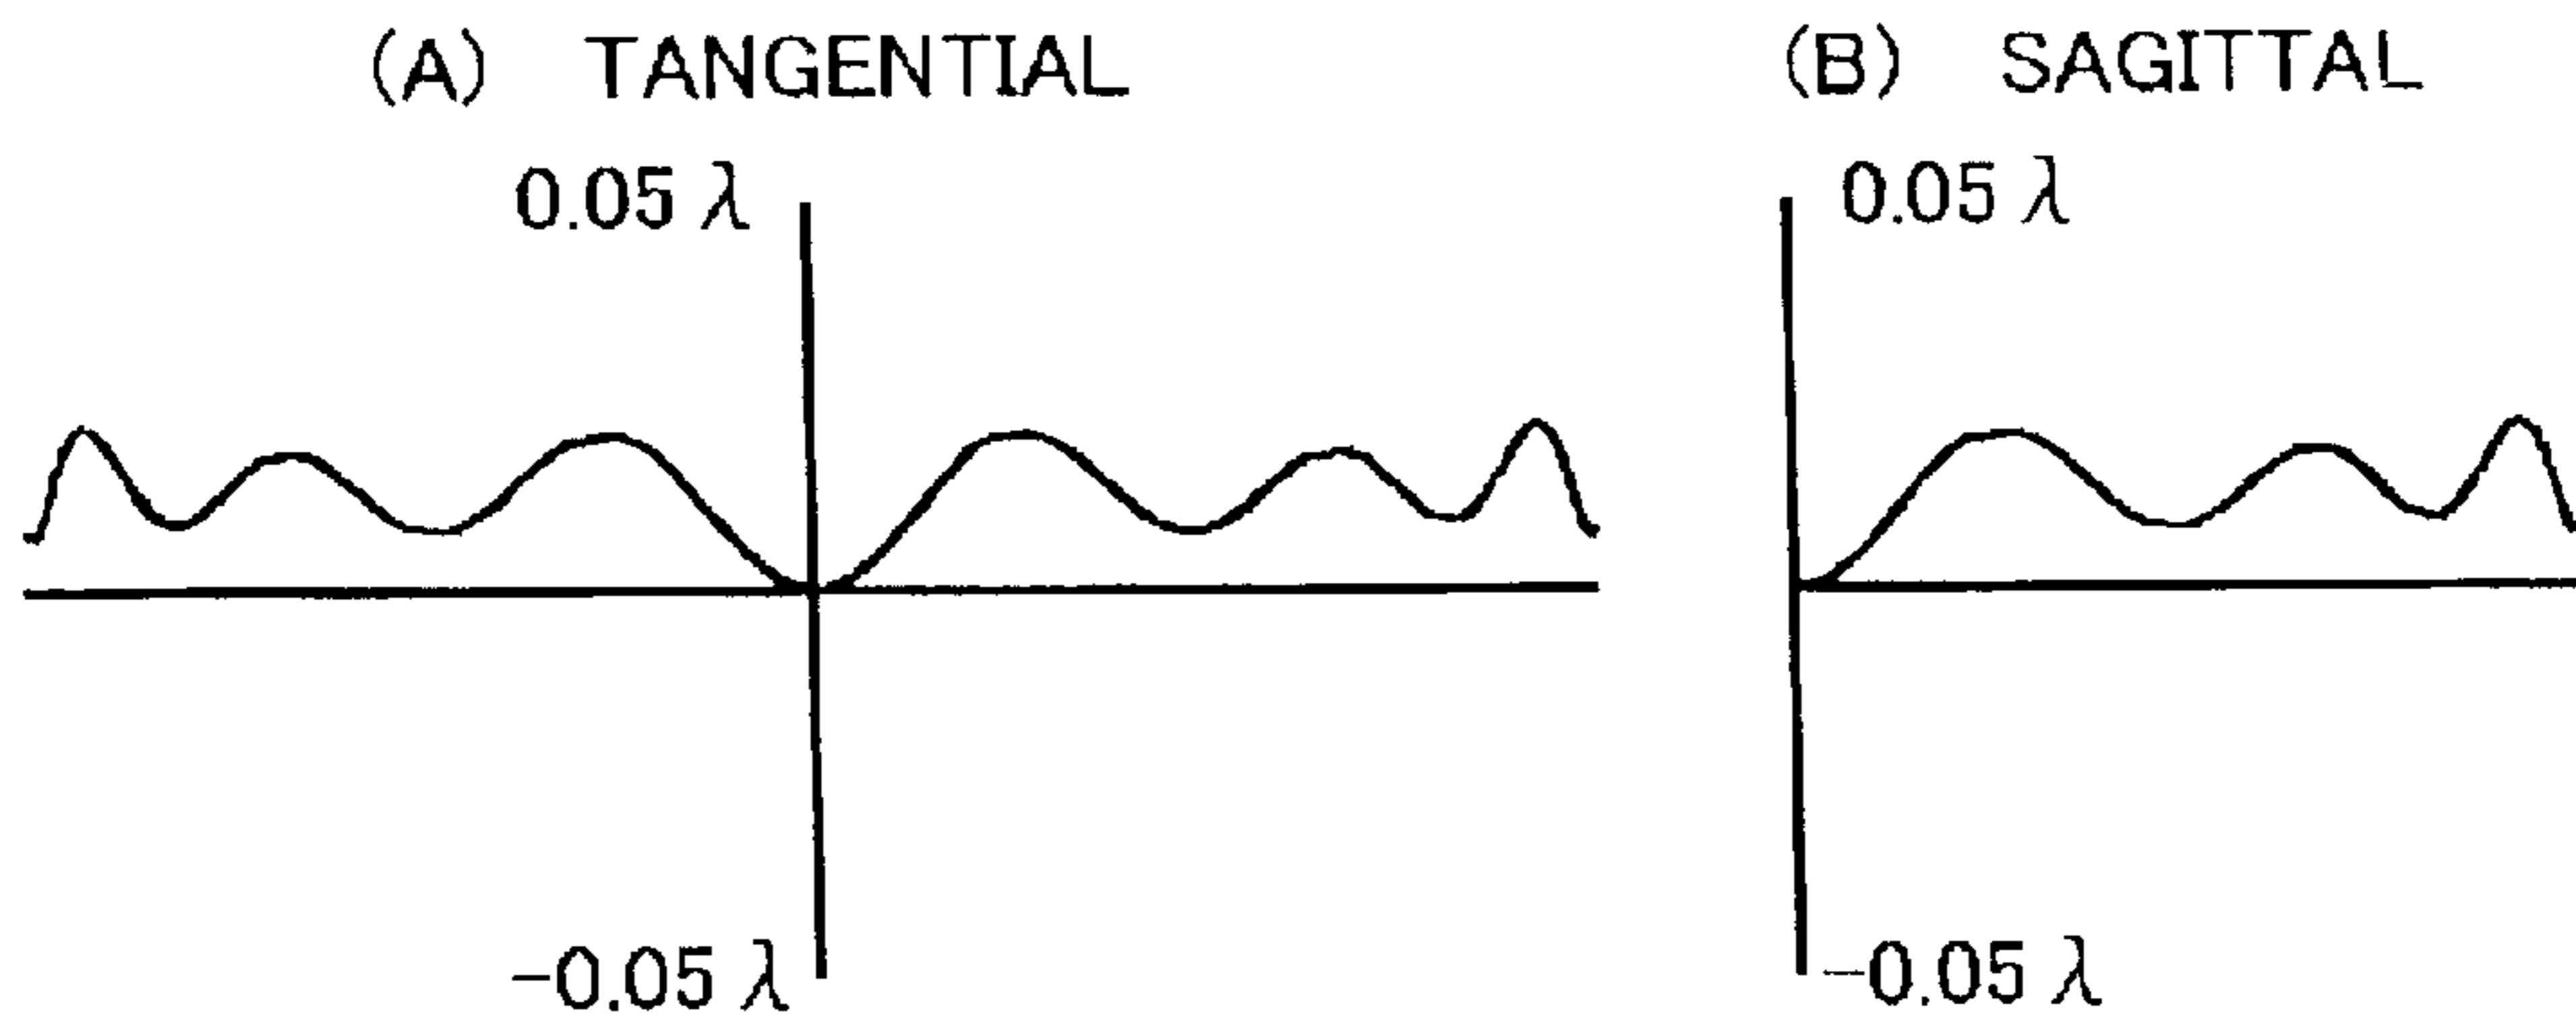 (A) TANGENTIAL
0.05 λ
-0.05 λ
(B) SAGITTAL
0.05 λ
-0.05 λ